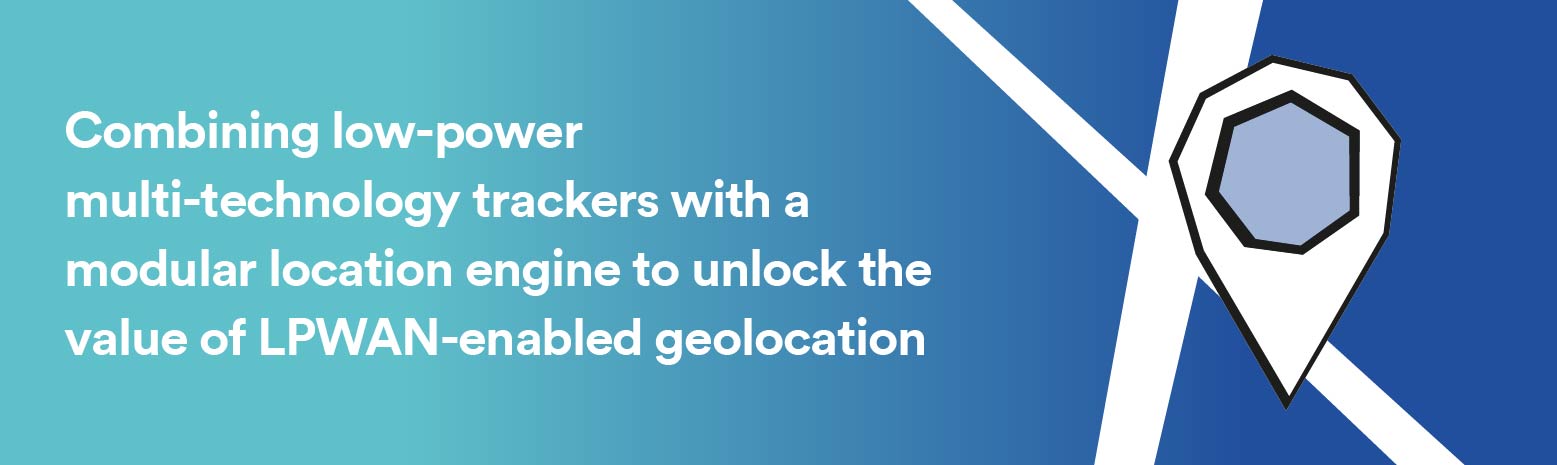 Combining low-power
multi-technology trackers with a
modular location engine to unlock the
value of LPWAN-enabled geolocation